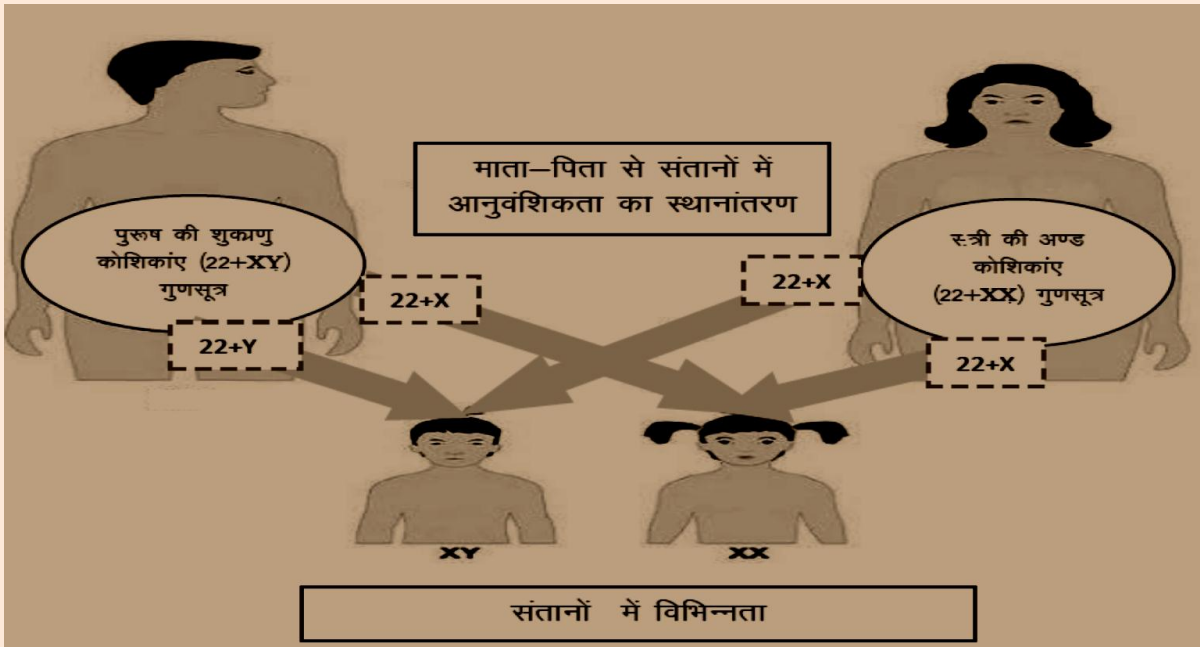 माता–पिता से संतानों में
आनुवंशिकता का स्थानांतरण
पुरूष की शुक्राणु
कोशिकांए (22+XY)
गुणसूत्र
स्त्री की अण्ड
कोशिकांए
(22+XX) गुणसूत्र
22+X
22+X
22+Y
22+X
XY
XX
संतानों में विभिन्नता